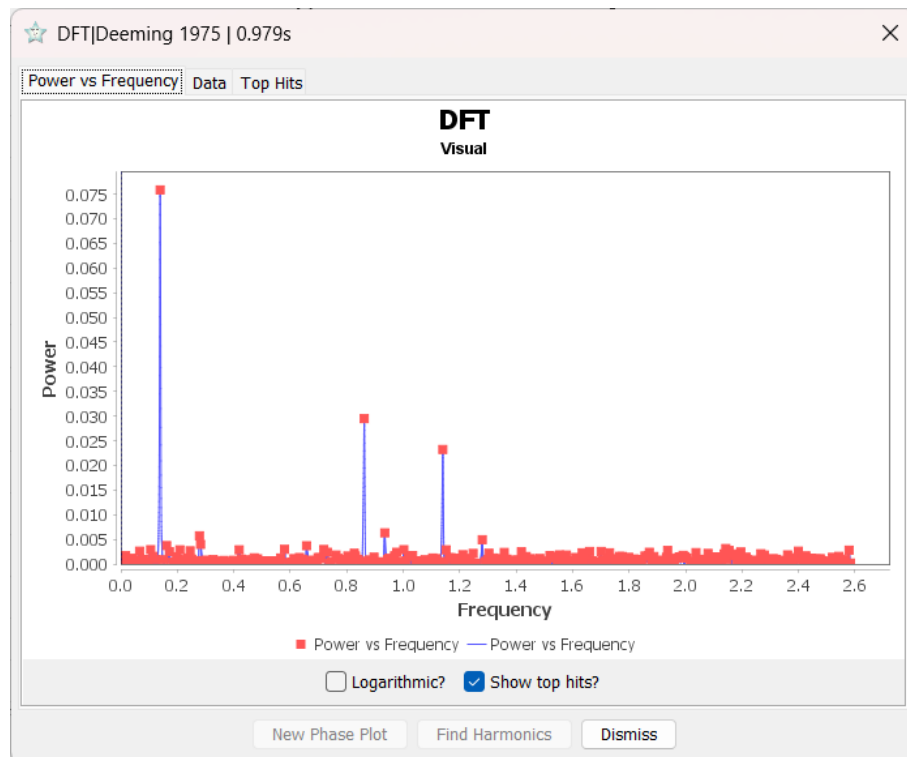 DFT|Deeming 1975 | 0.979s
Power vs Frequency Data Top Hits
DFT
Visual
0.075
0.070
0.065
0.060
0.055
0.050
0.045
0.040
0.035
0.030
0.025
0.020
0.015
0.010
0.005
0.000
Power
0.0 0.2 0.4 0.6 0.8 1.0 1.2 1.4 1.6 1.8 2.0 2.2 2.4 2.6
Frequency
Power vs Frequency Power vs Frequency
Logarithmic? Show top hits?
New Phase Plot Find Harmonics Dismiss